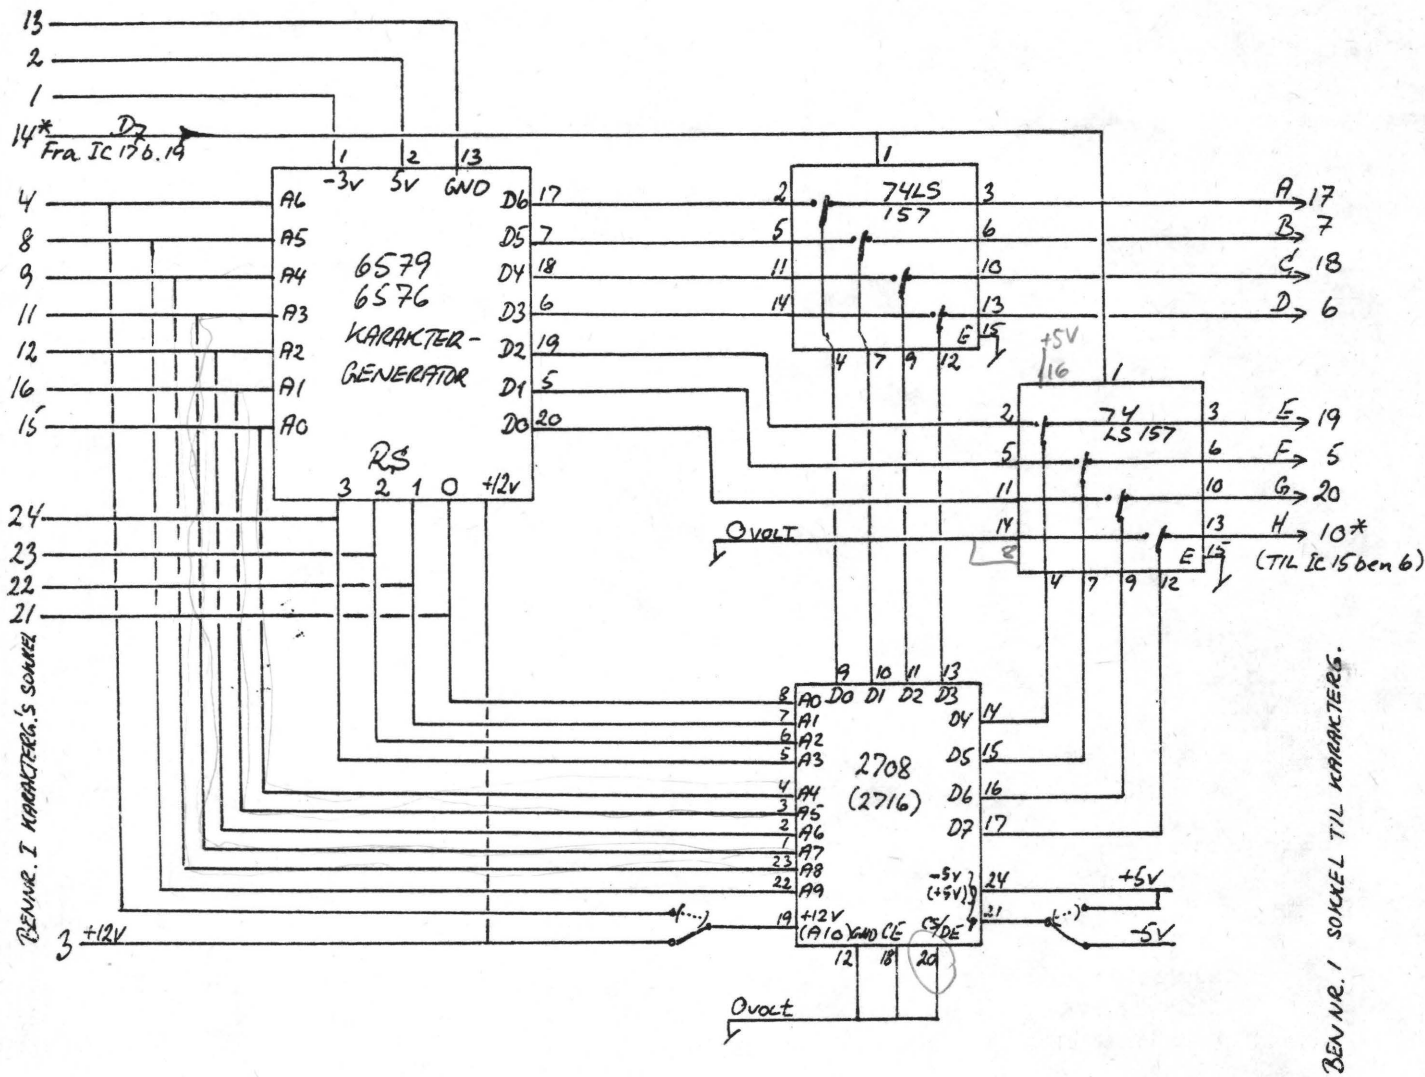 13
2
1
14* D7
Fra. IC 17 b. 19
4
8
9
11
12
16
15
24
23
22
21
BENNR. I KARAKTERG.'S SOKKEL
3 +12V
1 2 13
-3v 5v GND
A6 D6 17
A5 D5 7
A4 D4 18
A3 D3 6
A2 D2 19
A1 D1 5
A0 D0 20
6579
6576
KARAKTER-
GENERATOR
RS
3 2 1 0 +12v
1
2 74LS 3
157
5 6
11 10
14 13
E 15
4 7 9 12
A 17
B 7
C 18
D 6
+5V
16
1
2 74 3
LS 157
5 6
11 10
14 13
8
E 15
4 7 9 12
0 VOLT
E 19
F 5
G 20
H 10*
(TIL IC 15 ben 6)
9 10 11 13
D0 D1 D2 D3
8 A0
7 A1
6 A2
5 A3
4 A4
3 A5
2 A6
1 A7
23 A8
22 A9
19 +12V
(A10)
2708
(2716)
D4 14
D5 15
D6 16
D7 17
-5V
(+5V)
24 +5V
21 -5V
GND CE CS/OE
12 18 20
0 volt
BENNR. I SOKKEL TIL KARAKTERG.